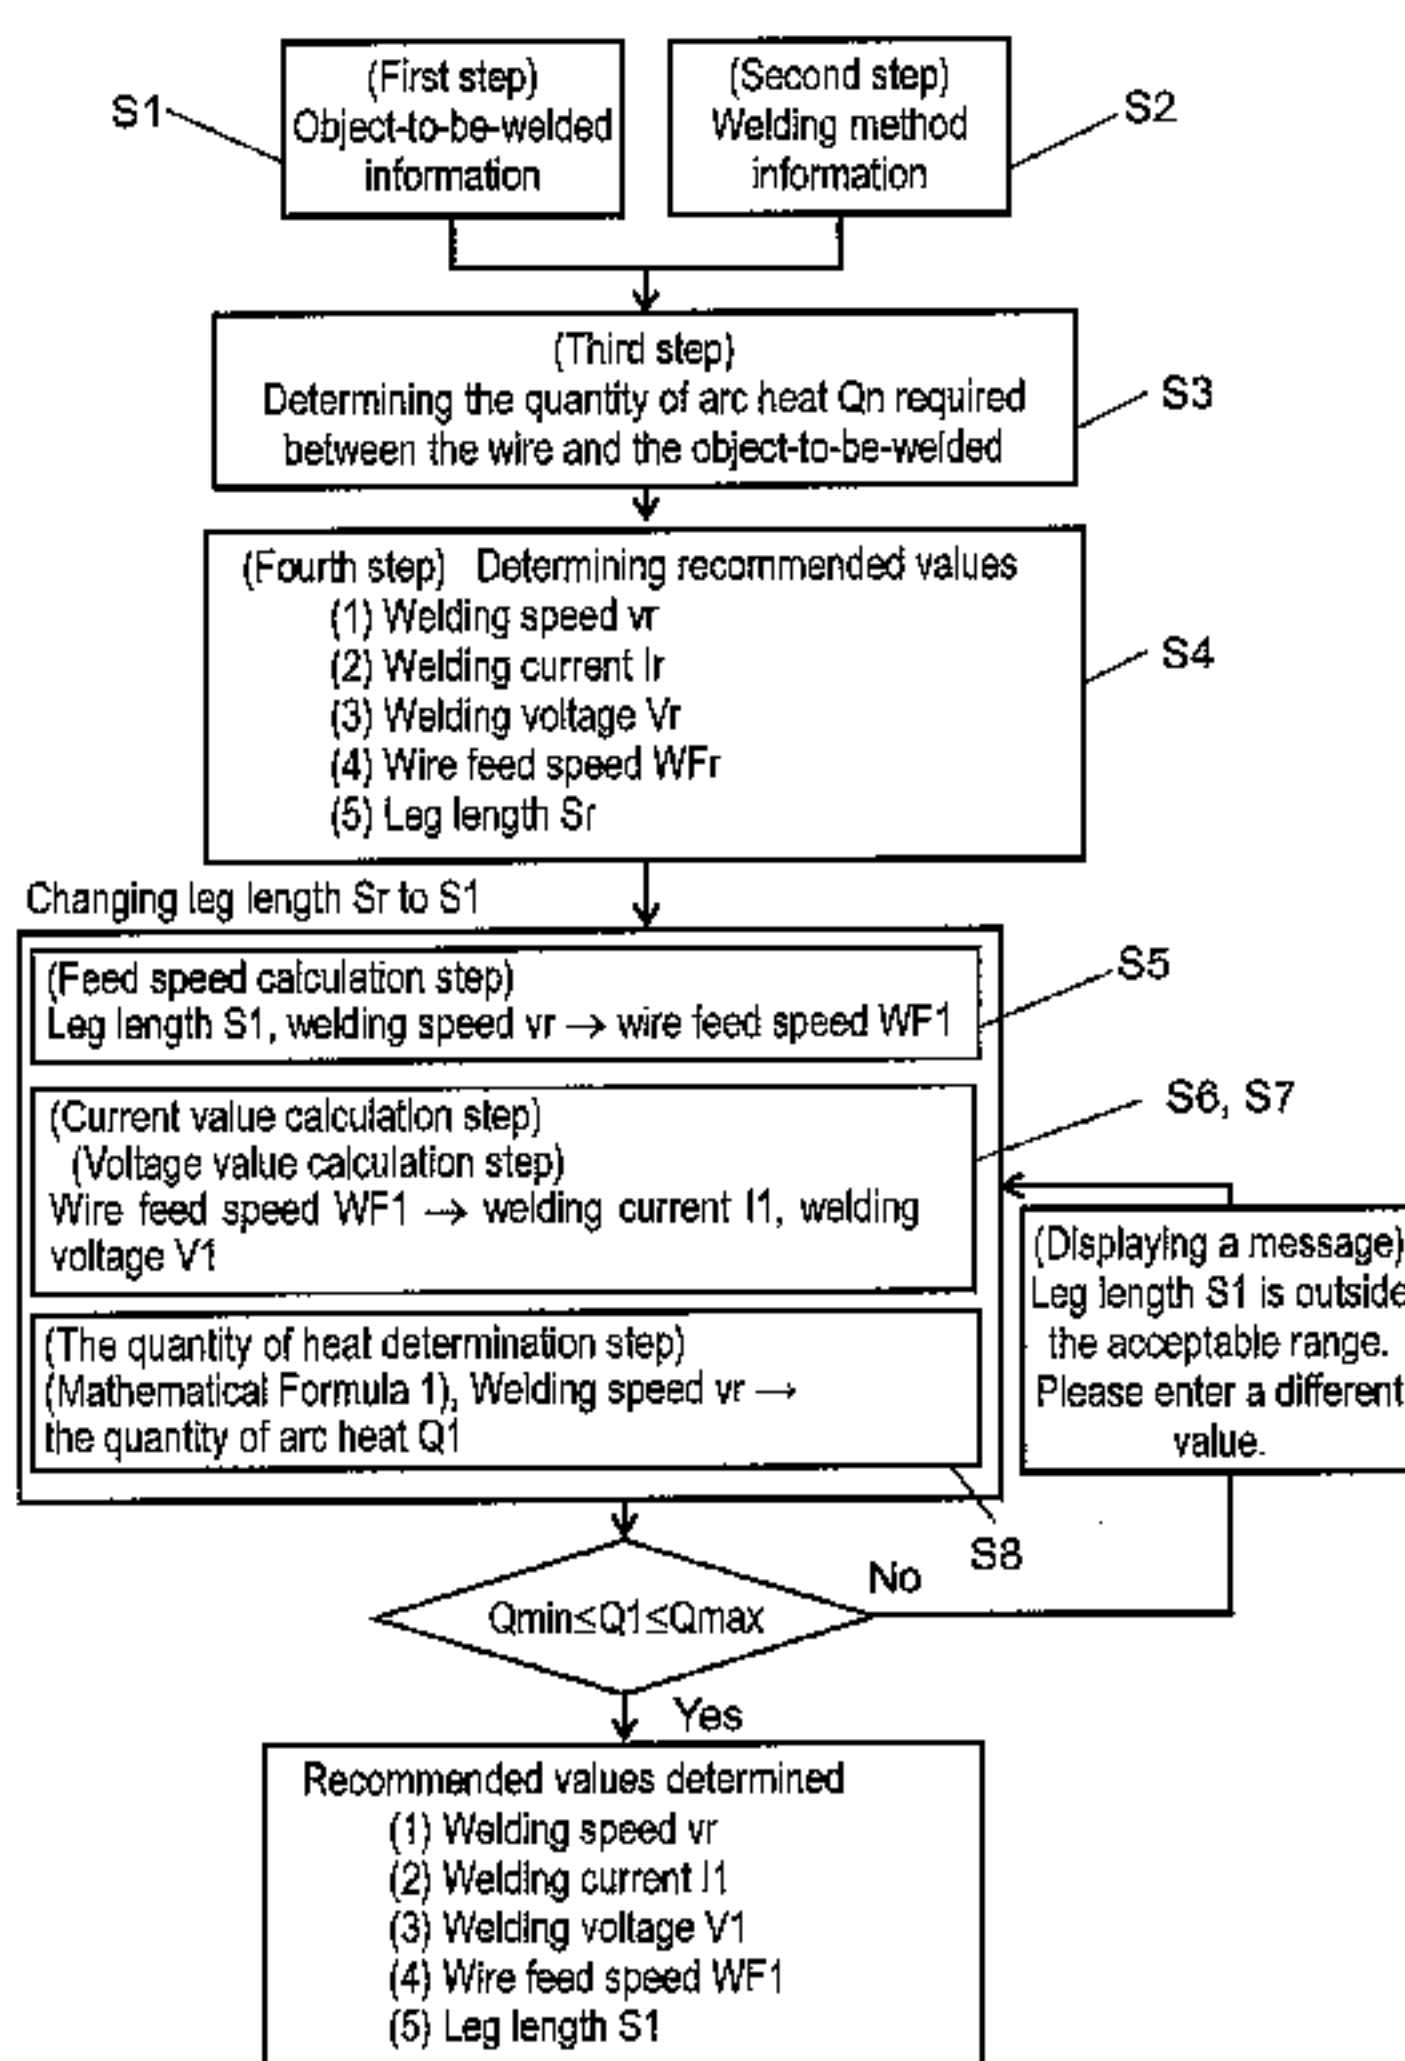 (First step)
Object-to-be-welded
information
S1
(Second step)
Welding method
information
S2
(Third step)
Determining the quantity of arc heat Qn required
between the wire and the object-to-be-welded
S3
(Fourth step) Determining recommended values
(1) Welding speed vr
(2) Welding current Ir
(3) Welding voltage Vr
(4) Wire feed speed WFr
(5) Leg length Sr
S4
Changing leg length Sr to S1
(Feed speed calculation step)
Leg length S1, welding speed vr → wire feed speed WF1
S5
(Current value calculation step)
(Voltage value calculation step)
Wire feed speed WF1 → welding current I1, welding
voltage V1
S6, S7
(The quantity of heat determination step)
(Mathematical Formula 1), Welding speed vr →
the quantity of arc heat Q1
S8
(Displaying a message)
Leg length S1 is outside
the acceptable range.
Please enter a different
value.
Qmin≤Q1≤Qmax
No
Yes
Recommended values determined
(1) Welding speed vr
(2) Welding current I1
(3) Welding voltage V1
(4) Wire feed speed WF1
(5) Leg length S1